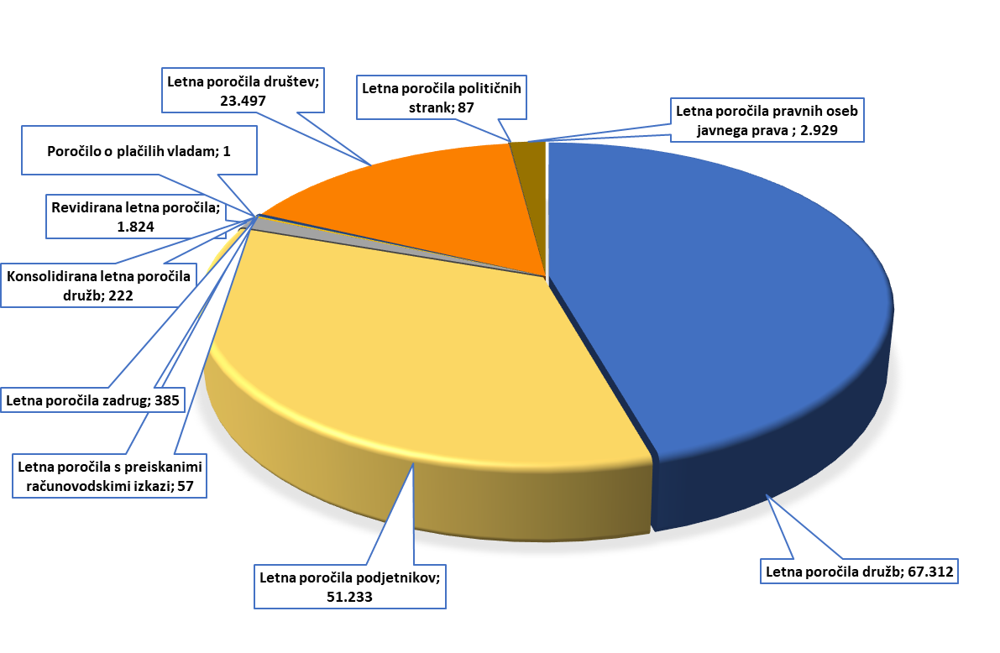 Letna poročila društev;
23.497
Letna poročila političnih
strank; 87
Letna poročila pravnih oseb
javnega prava ; 2.929
Poročilo o plačilih vladam; 1
Revidirana letna poročila;
1.824
Konsolidirana letna poročila
družb; 222
Letna poročila zadrug; 385
Letna poročila s preiskanimi
računovodskimi izkazi; 57
Letna poročila podjetnikov;
51.233
Letna poročila družb; 67.312